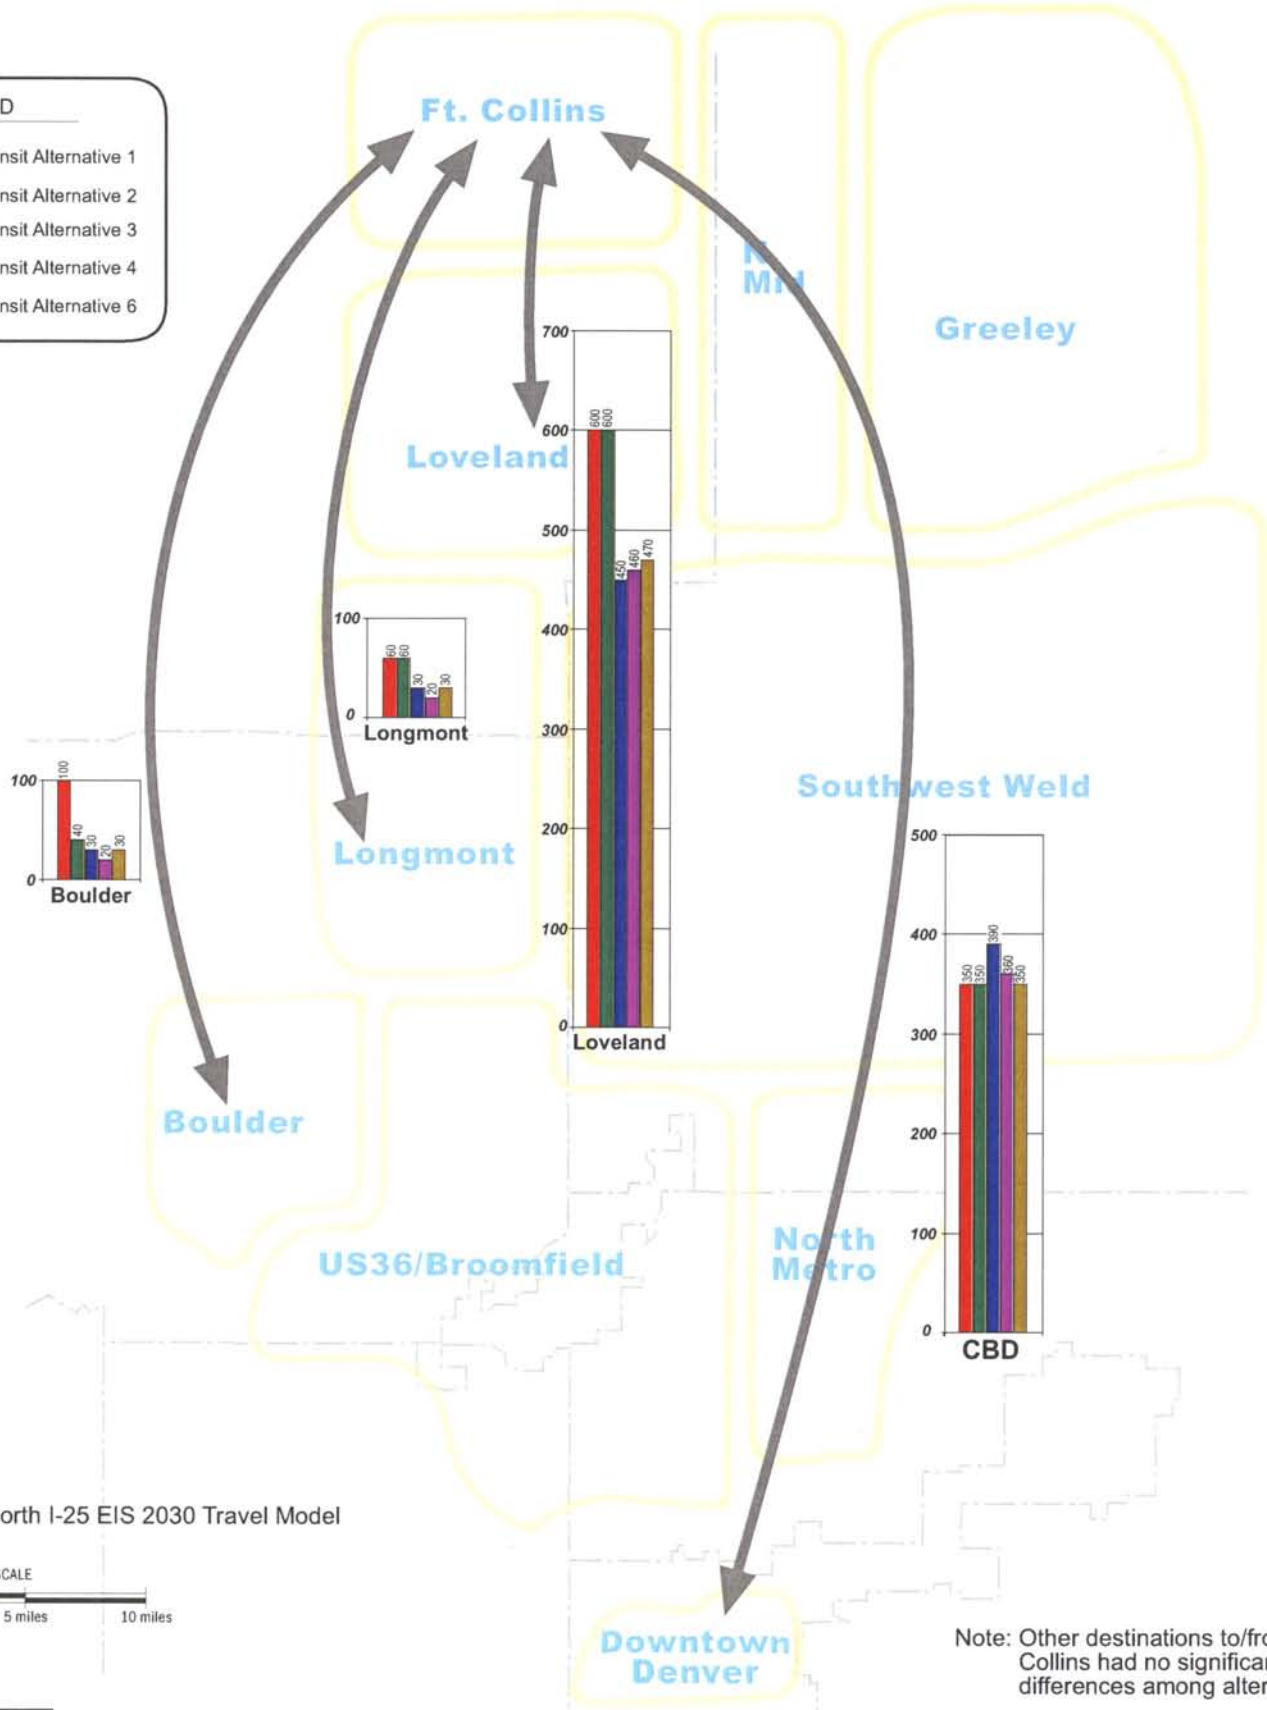 D
nsit Alternative 1
nsit Alternative 2
nsit Alternative 3
nsit Alternative 4
nsit Alternative 6
Ft. Collins
Mid
Greeley
Loveland
700
600
500
400
300
200
100
0
600 600 450 460 470
Loveland
100
0
60 60 30 20 30
Longmont
Longmont
100
0
100 40 30 20 30
Boulder
Boulder
Southwest Weld
500
400
300
200
100
0
350 350 390 360 350
CBD
US36/Broomfield
North
Metro
orth I-25 EIS 2030 Travel Model
SCALE
5 miles 10 miles
Downtown
Denver
Note: Other destinations to/fro
Collins had no significa
differences among alter